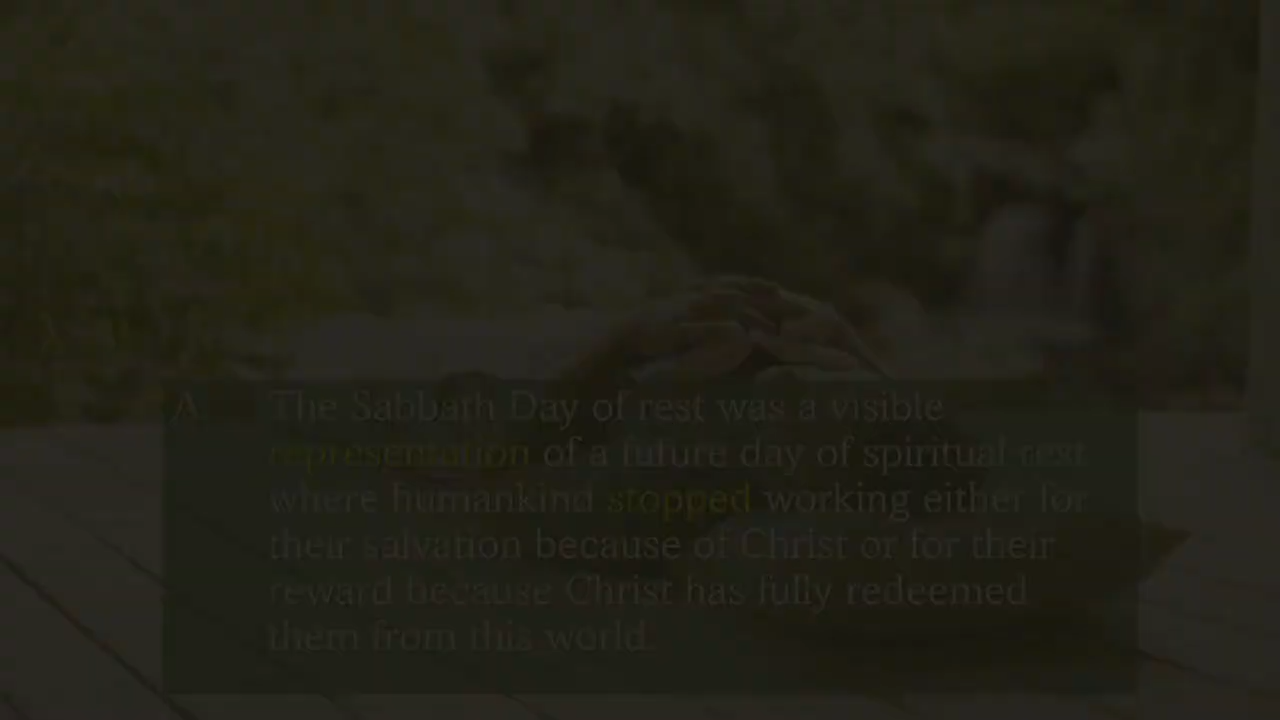 A. The Sabbath Day of rest was a visible
representation of a future day of spiritual rest
where humankind stopped working either for
their salvation because of Christ or for their
reward because Christ has fully redeemed
them from this world.